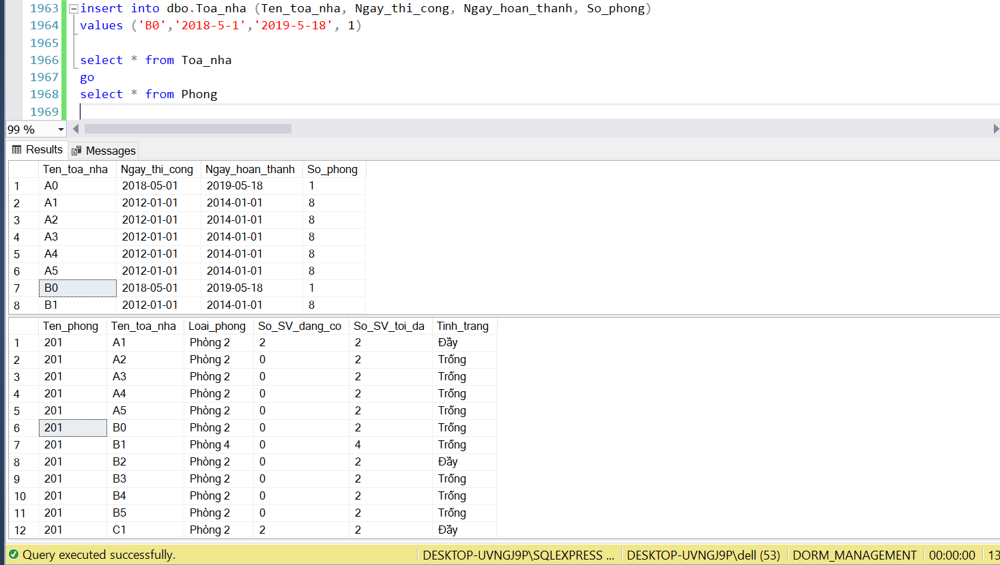 1963 insert into dbo.Toa_nha (Ten_toa_nha, Ngay_thi_cong, Ngay_hoan_thanh, So_phong)
1964 values ('B0','2018-5-1','2019-5-18', 1)
1965
1966 select * from Toa_nha
1967 go
1968 select * from Phong
1969
99 %
Results Messages
Ten_toa_nha Ngay_thi_cong Ngay_hoan_thanh So_phong
1 A0 2018-05-01 2019-05-18 1
2 A1 2012-01-01 2014-01-01 8
3 A2 2012-01-01 2014-01-01 8
4 A3 2012-01-01 2014-01-01 8
5 A4 2012-01-01 2014-01-01 8
6 A5 2012-01-01 2014-01-01 8
7 B0 2018-05-01 2019-05-18 1
8 B1 2012-01-01 2014-01-01 8
Ten_phong Ten_toa_nha Loai_phong So_SV_dang_co So_SV_toi_da Tinh_trang
1 201 A1 Phòng 2 2 2 Đầy
2 201 A2 Phòng 2 0 2 Trống
3 201 A3 Phòng 2 0 2 Trống
4 201 A4 Phòng 2 0 2 Trống
5 201 A5 Phòng 2 0 2 Trống
6 201 B0 Phòng 2 0 2 Trống
7 201 B1 Phòng 4 0 4 Trống
8 201 B2 Phòng 2 0 2 Đầy
9 201 B3 Phòng 2 0 2 Trống
10 201 B4 Phòng 2 0 2 Trống
11 201 B5 Phòng 2 0 2 Trống
12 201 C1 Phòng 2 2 2 Đầy
Query executed successfully. DESKTOP-UVNGJ9P\SQLEXPRESS ... DESKTOP-UVNGJ9P\dell (53) DORM_MANAGEMENT 00:00:00 13